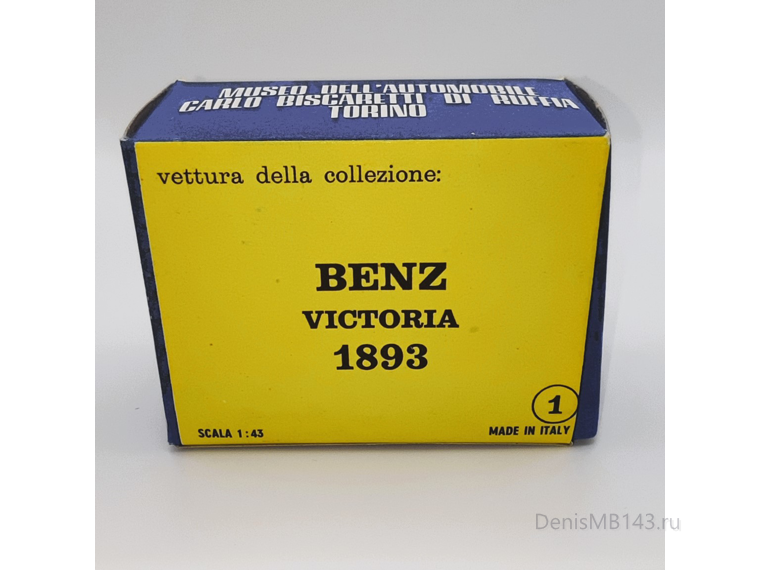 MUSEO DELL'AUTOMOBILE
CARLO BISCARETTI DI RUFFIA
TORINO
vettura della collezione:
BENZ
VICTORIA
1893
1
SCALA 1:43
MADE IN ITALY
DenisMB143.ru